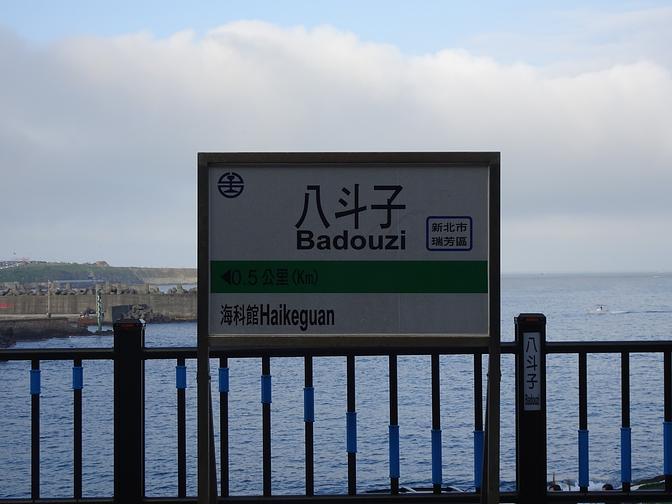 八斗子
Badouzi
新北市
瑞芳區
◀0.5公里(Km)
海科館Haikeguan
八斗子
Badouzi